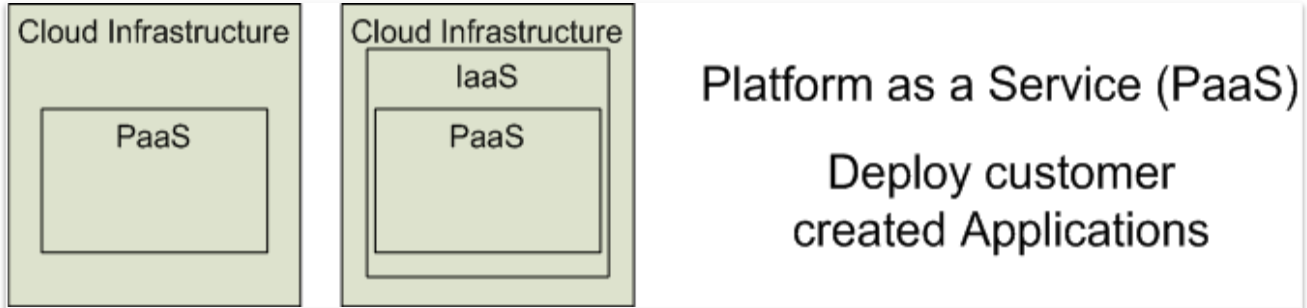 Cloud Infrastructure
PaaS
Cloud Infrastructure
IaaS
PaaS
Platform as a Service (PaaS)
Deploy customer
created Applications